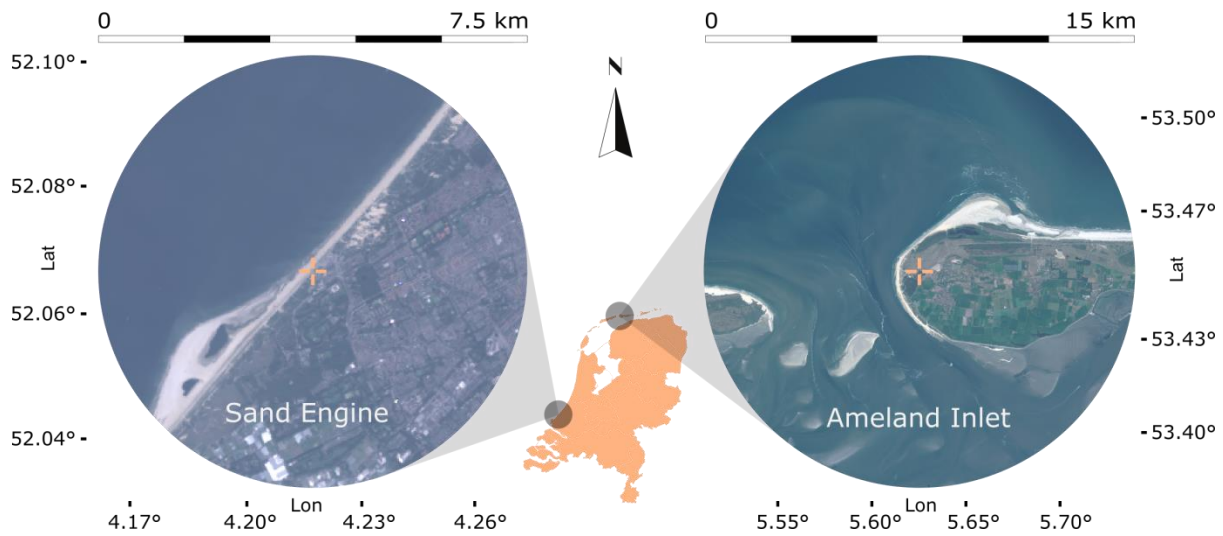 0 7.5 km
0 15 km
52.10°
52.08°
Lat
52.06°
52.04°
N
53.50°
53.47°
Lat
53.43°
53.40°
Sand Engine
Ameland Inlet
Lon
4.17° 4.20° 4.23° 4.26°
Lon
5.55° 5.60° 5.65° 5.70°